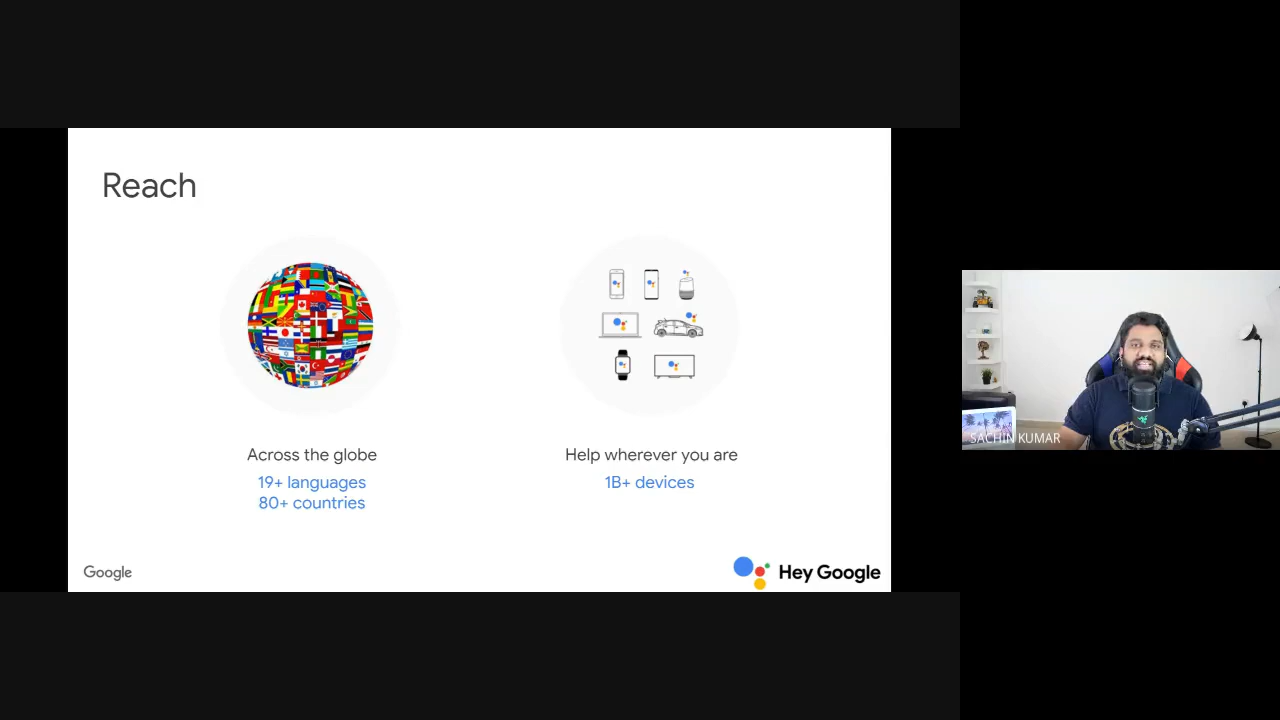 Reach
Across the globe
19+ languages
80+ countries
Help wherever you are
1B+ devices
Google
Hey Google
SACHIN KUMAR